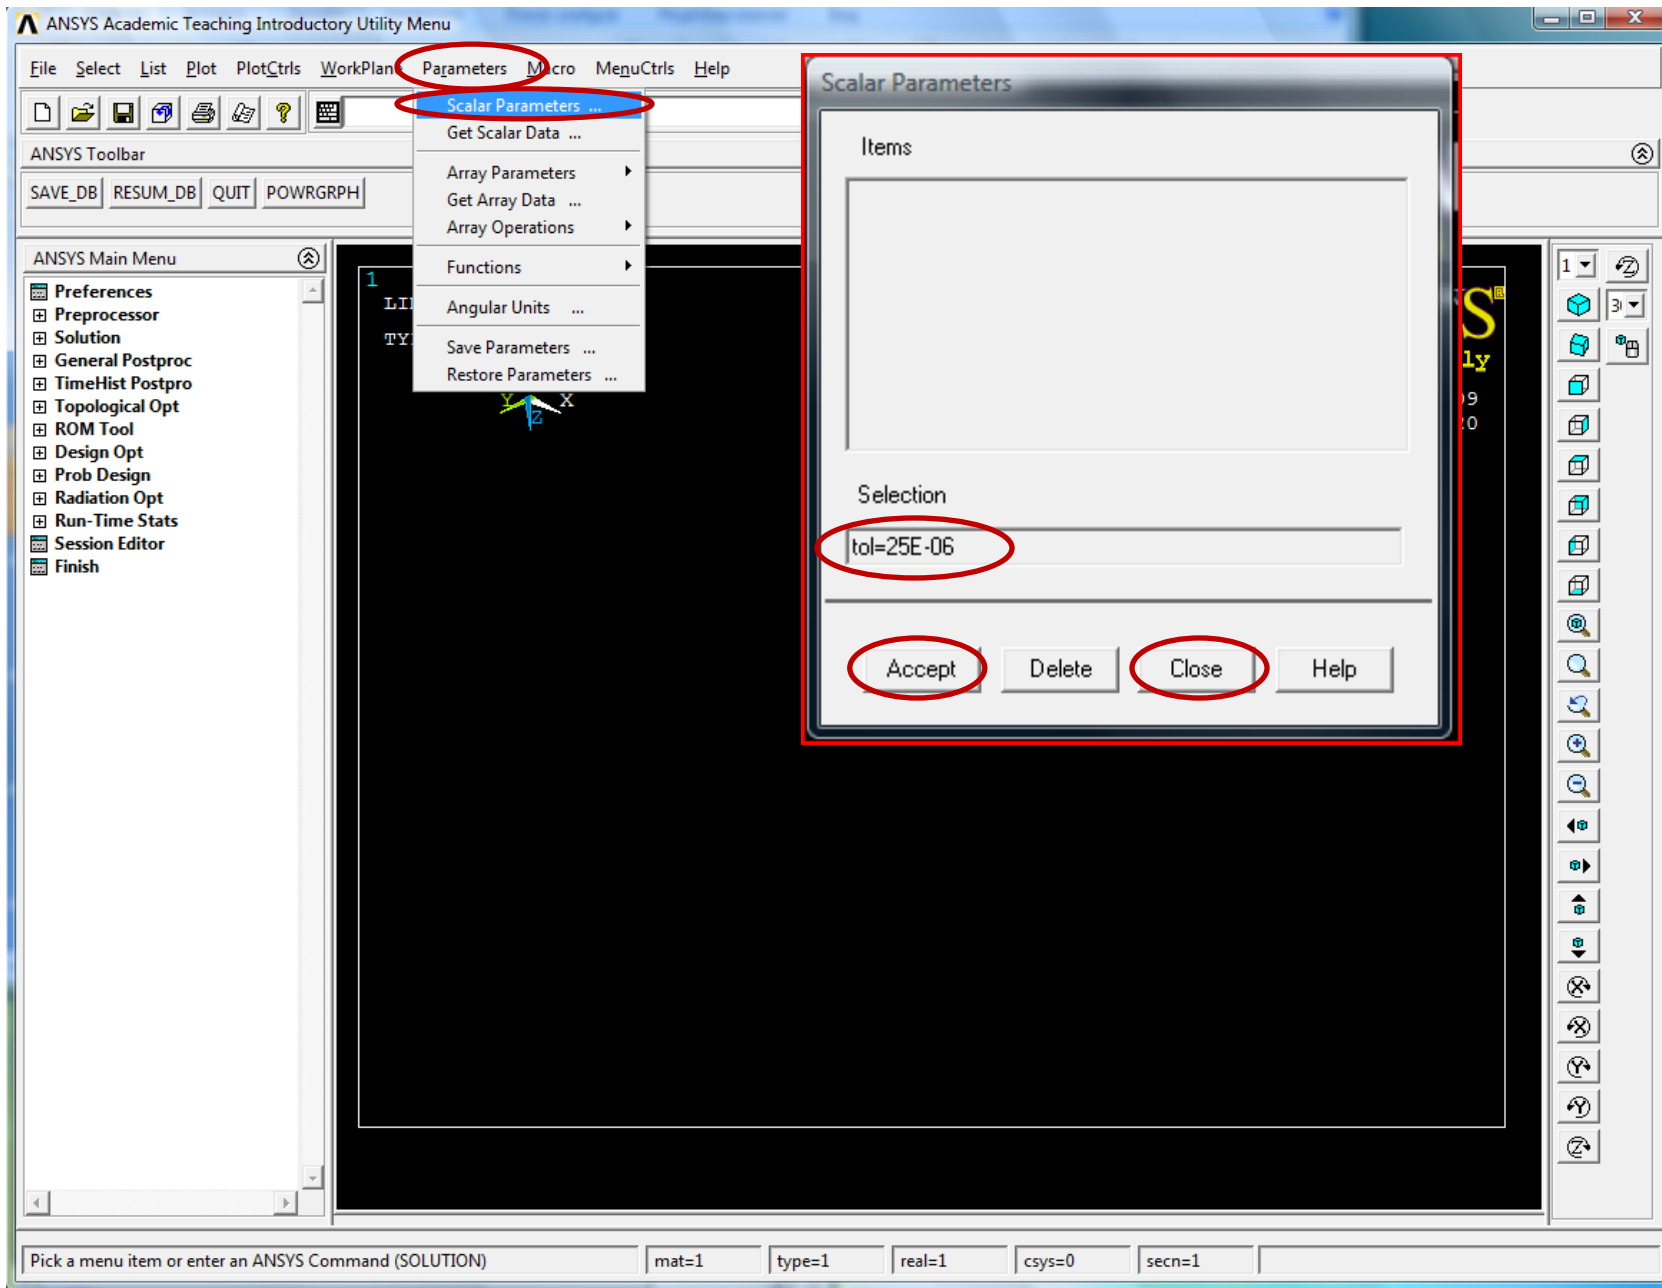 ANSYS Academic Teaching Introductory Utility Menu
File Select List Plot PlotCtrls WorkPlane Parameters Macro MenuCtrls Help
Scalar Parameters ...
Get Scalar Data ...
Array Parameters
Get Array Data ...
Array Operations
Functions
Angular Units ...
Save Parameters ...
Restore Parameters ...
ANSYS Toolbar
SAVE_DB RESUM_DB QUIT POWRGRPH
ANSYS Main Menu
Preferences
Preprocessor
Solution
General Postproc
TimeHist Postpro
Topological Opt
ROM Tool
Design Opt
Prob Design
Radiation Opt
Run-Time Stats
Session Editor
Finish
1
Y X
Z
Scalar Parameters
Items
Selection
tol=25E-06
Accept Delete Close Help
1
Pick a menu item or enter an ANSYS Command (SOLUTION) mat=1 type=1 real=1 csys=0 secn=1